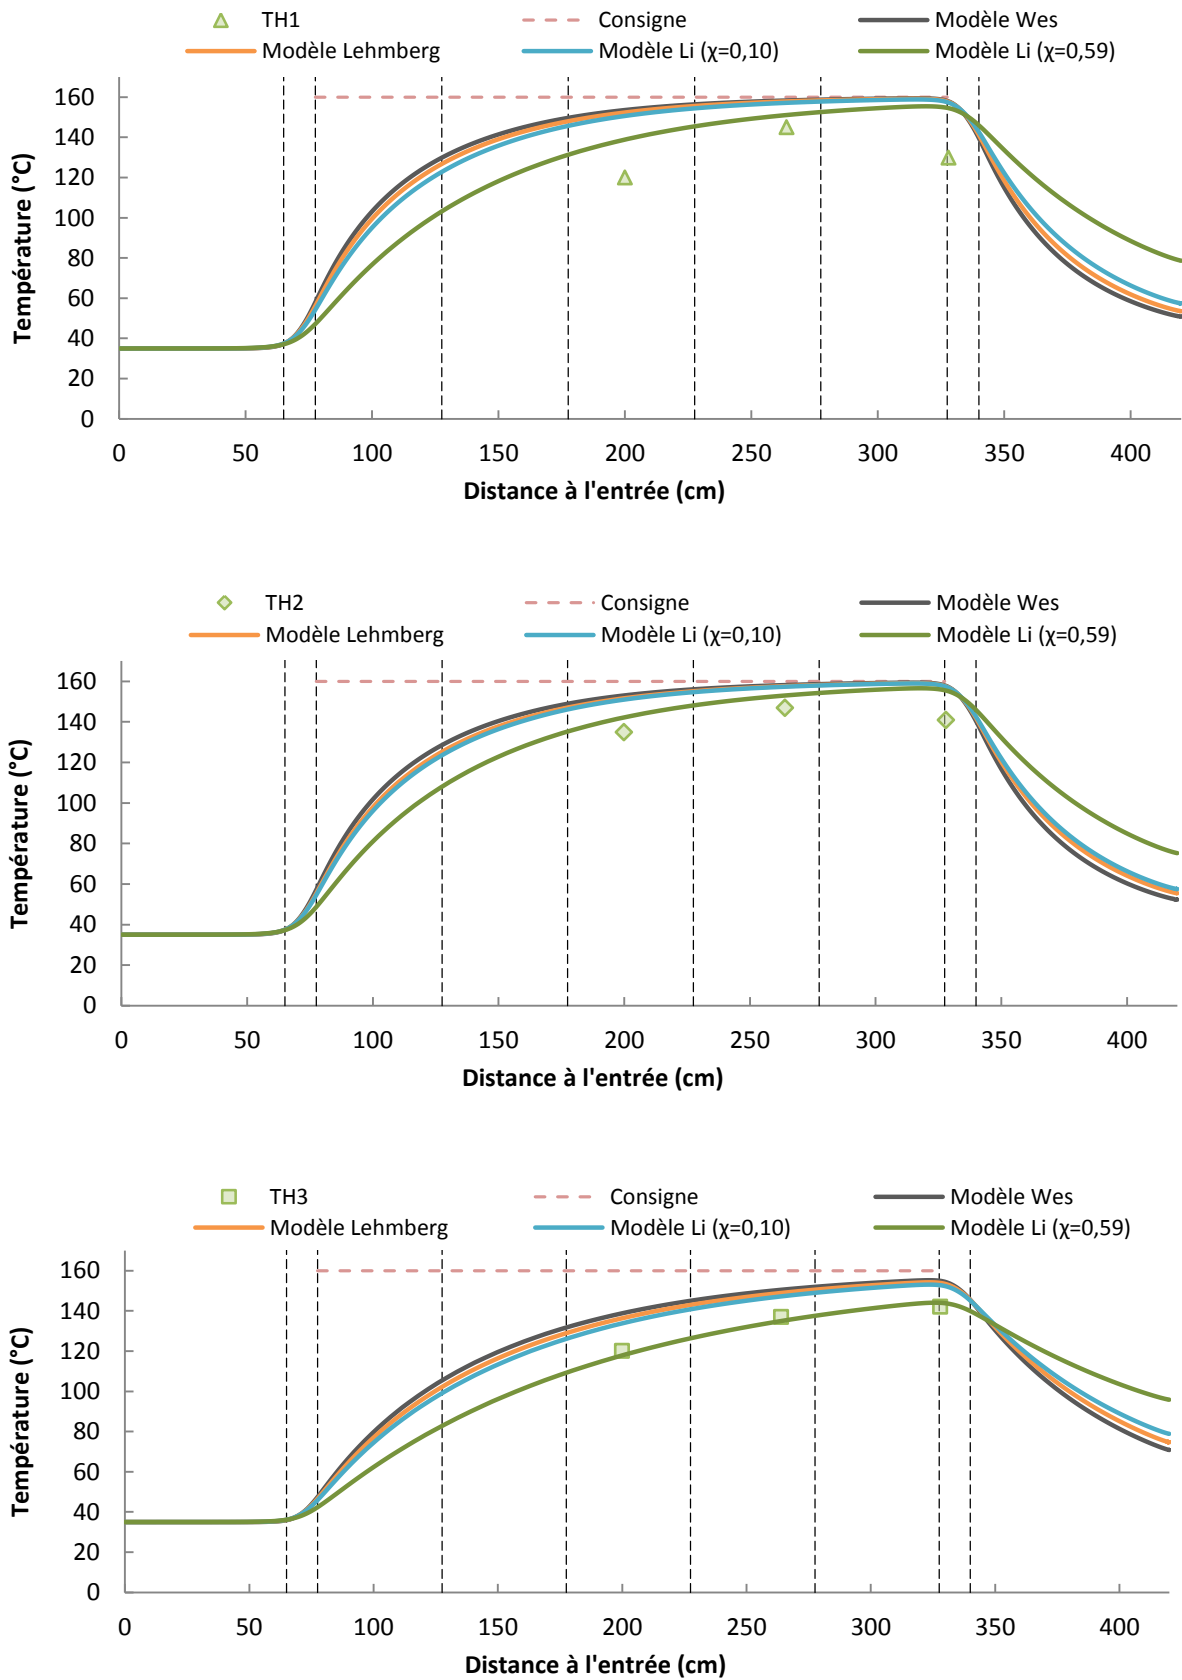 TH1 Consigne Modèle Wes
Modèle Lehmberg Modèle Li (χ=0,10) Modèle Li (χ=0,59)
160
140
120
100
80
60
40
20
0
Température (°C)
0 50 100 150 200 250 300 350 400
Distance à l'entrée (cm)
TH2 Consigne Modèle Wes
Modèle Lehmberg Modèle Li (χ=0,10) Modèle Li (χ=0,59)
160
140
120
100
80
60
40
20
0
Température (°C)
0 50 100 150 200 250 300 350 400
Distance à l'entrée (cm)
TH3 Consigne Modèle Wes
Modèle Lehmberg Modèle Li (χ=0,10) Modèle Li (χ=0,59)
160
140
120
100
80
60
40
20
0
Température (°C)
0 50 100 150 200 250 300 350 400
Distance à l'entrée (cm)